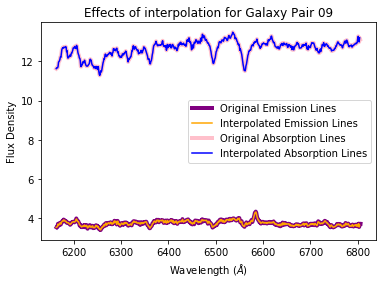 Effects of interpolation for Galaxy Pair 09
Flux Density
12
10
8
6
4
Original Emission Lines
Interpolated Emission Lines
Original Absorption Lines
Interpolated Absorption Lines
6200 6300 6400 6500 6600 6700 6800
Wavelength (Å)